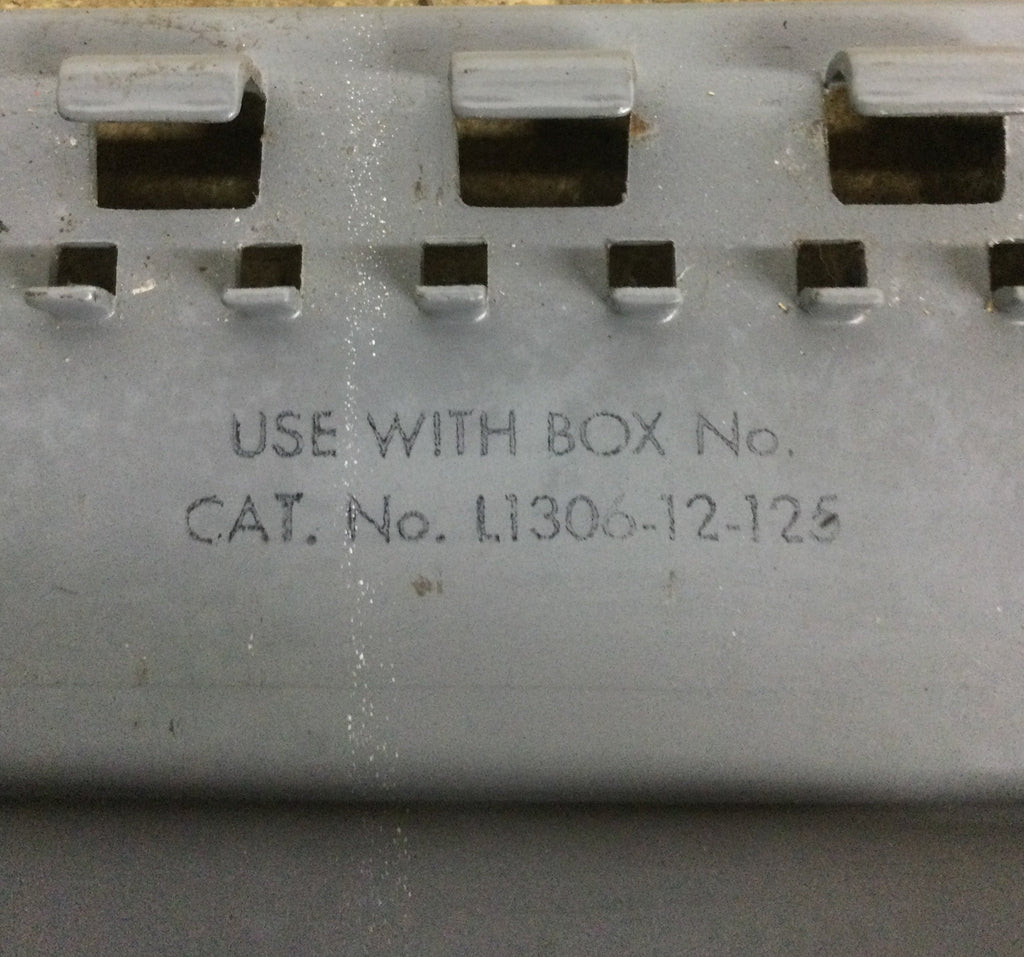 USE WITH BOX No.
CAT. No. L1306-12-125